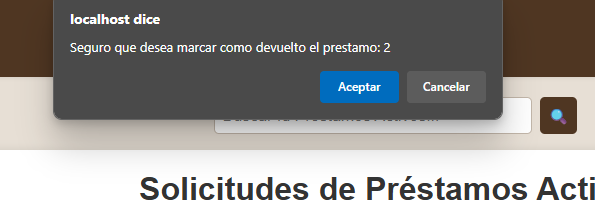 localhost dice
Seguro que desea marcar como devuelto el prestamo: 2
Aceptar
Cancelar
Solicitudes de Préstamos Acti